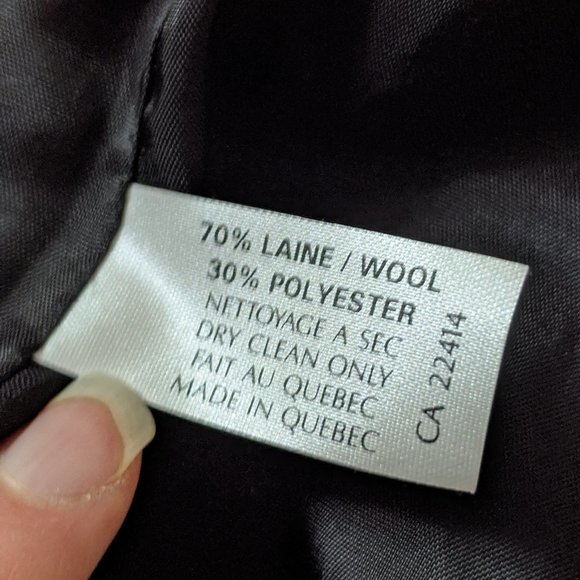 70% LAINE / WOOL
30% POLYESTER
NETTOYAGE A SEC
DRY CLEAN ONLY
FAIT AU QUEBEC
MADE IN QUEBEC
CA 22414